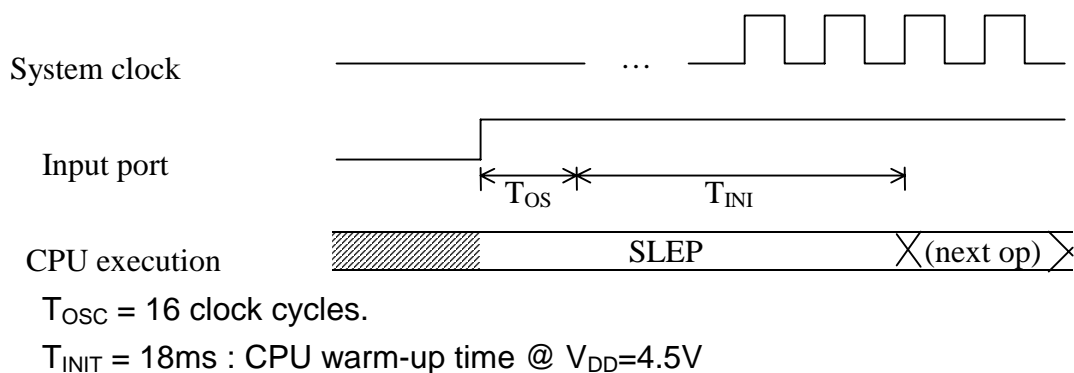 System clock
...
Input port
T_OS T_INI
CPU execution SLEP (next op)
T_OSC = 16 clock cycles.
T_INIT = 18ms : CPU warm-up time @ V_DD=4.5V